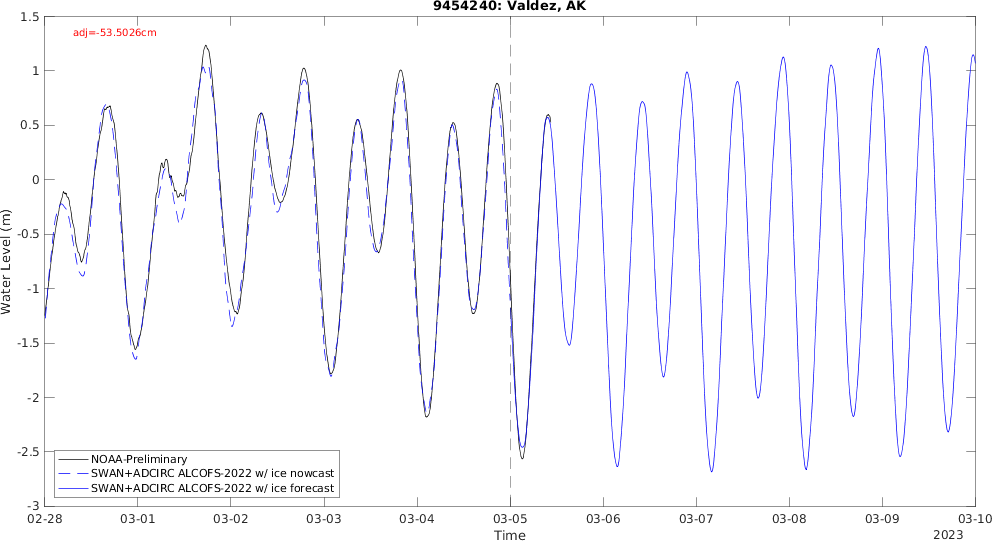 9454240: Valdez, AK
adj=-53.5026cm
1.5
1
0.5
0
-0.5
-1
-1.5
-2
-2.5
-3
Water Level (m)
NOAA-Preliminary
SWAN+ADCIRC ALCOFS-2022 w/ ice nowcast
SWAN+ADCIRC ALCOFS-2022 w/ ice forecast
02-28 03-01 03-02 03-03 03-04 03-05 03-06 03-07 03-08 03-09 03-10
Time
2023